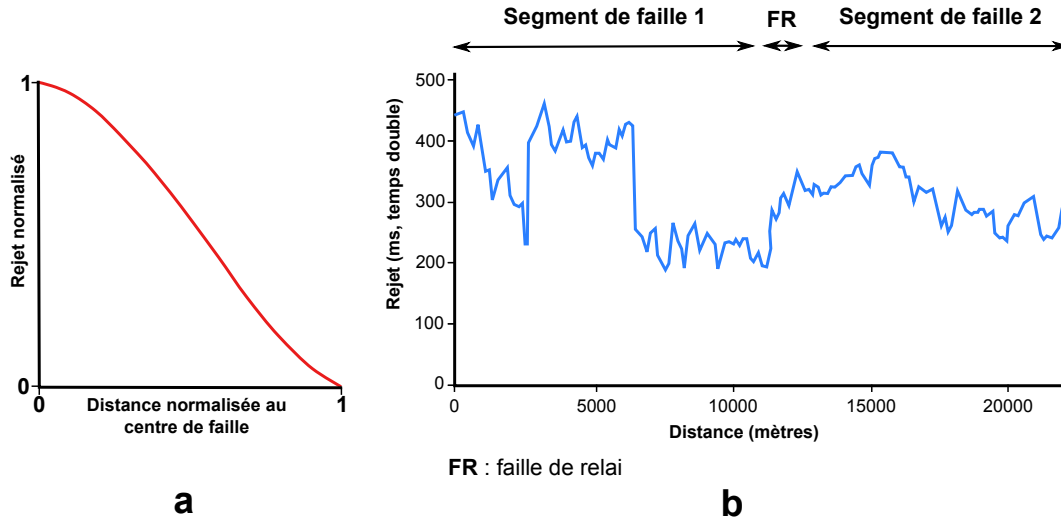 1
0
Rejet normalisé
0
1
Distance normalisée au
centre de faille
a
Segment de faille 1
FR
Segment de faille 2
500
400
300
200
100
0
Rejet (ms, temps double)
0
5000
10000
15000
20000
Distance (mètres)
FR : faille de relai
b